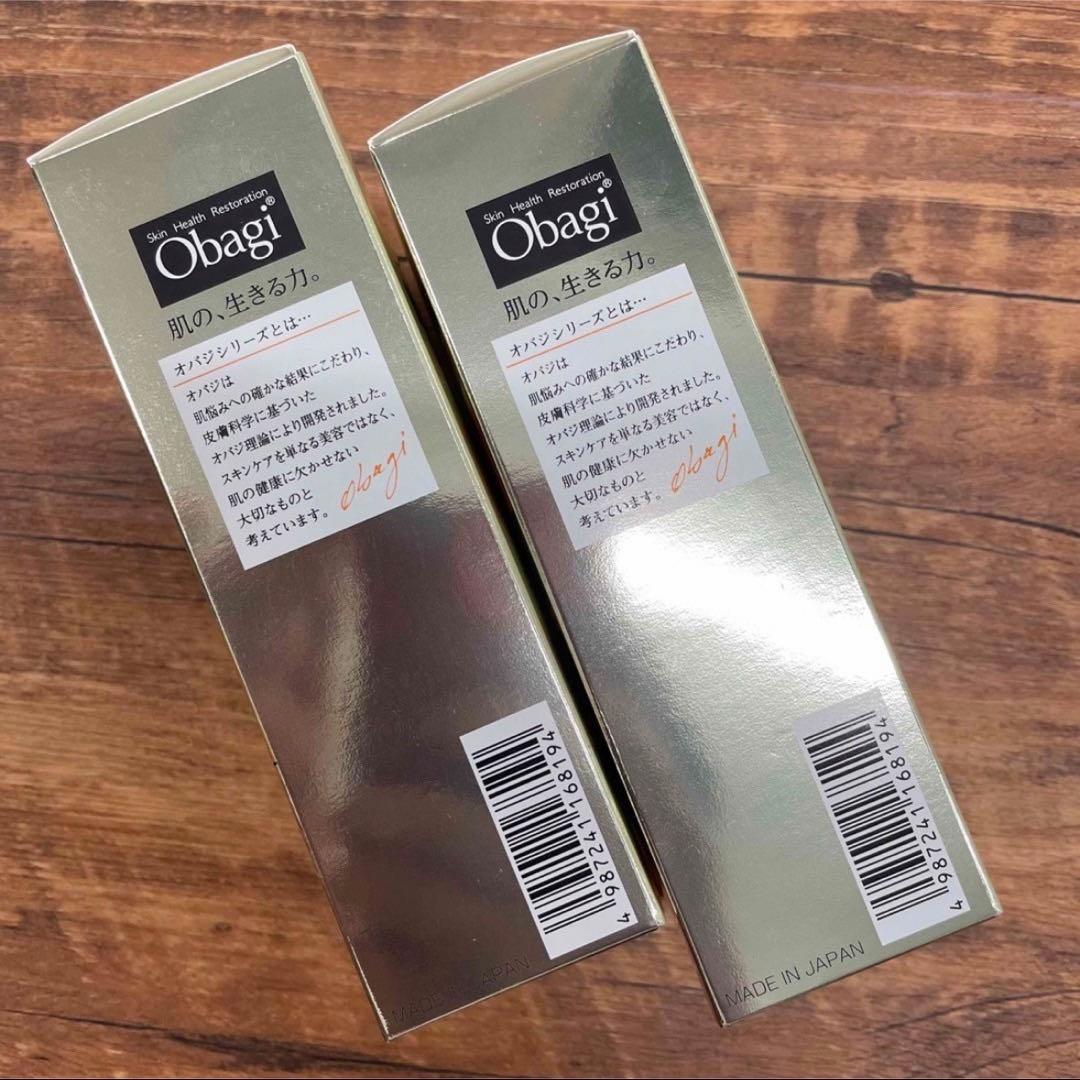 Skin Health Restoration
Obagi®
肌の、生きる力。
オバジシリーズとは…
オバジは
肌悩みへの確かな結果にこだわり、
皮膚科学に基づいた
オバジ理論により開発されました。
スキンケアを単なる美容ではなく、
肌の健康に欠かせない
大切なものと
考えています。
Obagi
4 987241 168194
MADE IN JAPAN
Skin Health Restoration
Obagi®
肌の、生きる力。
オバジシリーズとは…
オバジは
肌悩みへの確かな結果にこだわり、
皮膚科学に基づいた
オバジ理論により開発されました。
スキンケアを単なる美容ではなく、
肌の健康に欠かせない
大切なものと
考えています。
Obagi
4 987241 168194
MADE IN JAPAN